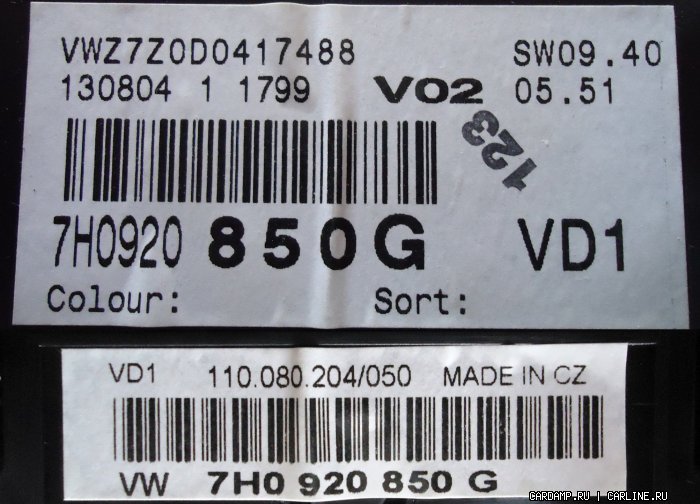 VWZ7Z0D0417488 SW09.40
130804 1 1799 V02 05.51
123
7H0920 850G VD1
Colour: Sort:
VD1 110.080.204/050 MADE IN CZ
VW 7H0 920 850 G
CARDAMP.RU | CARLINE.RU